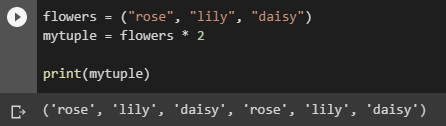 flowers = ("rose", "lily", "daisy")
mytuple = flowers * 2
print(mytuple)
('rose', 'lily', 'daisy', 'rose', 'lily', 'daisy')